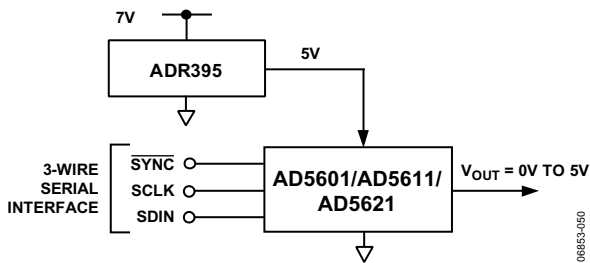 7V
ADR395
5V
3-WIRE
SERIAL
INTERFACE
SYNC
SCLK
SDIN
AD5601/AD5611/
AD5621
VOUT = 0V TO 5V
06853-050